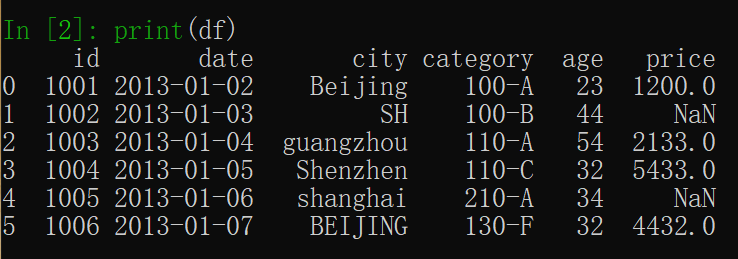 In [2]: print(df)
     id       date        city category  age   price
0  1001 2013-01-02     Beijing    100-A   23  1200.0
1  1002 2013-01-03          SH    100-B   44     NaN
2  1003 2013-01-04   guangzhou    110-A   54  2133.0
3  1004 2013-01-05    Shenzhen    110-C   32  5433.0
4  1005 2013-01-06    shanghai    210-A   34     NaN
5  1006 2013-01-07     BEIJING    130-F   32  4432.0